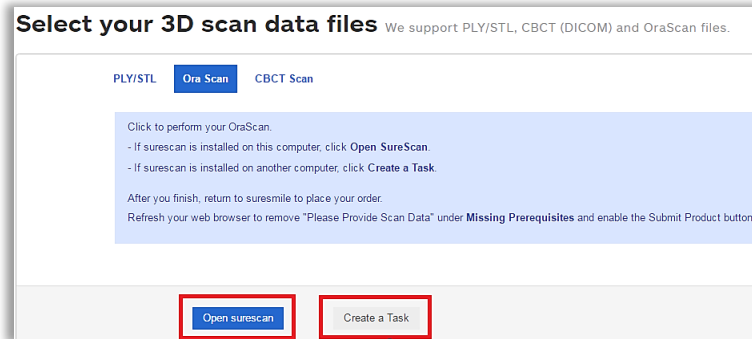 Select your 3D scan data files We support PLY/STL, CBCT (DICOM) and OraScan files.
PLY/STL Ora Scan CBCT Scan
Click to perform your OraScan.
- If surescan is installed on this computer, click Open SureScan.
- If surescan is installed on another computer, click Create a Task.
After you finish, return to suresmile to place your order.
Refresh your web browser to remove "Please Provide Scan Data" under Missing Prerequisites and enable the Submit Product button
Open surescan Create a Task